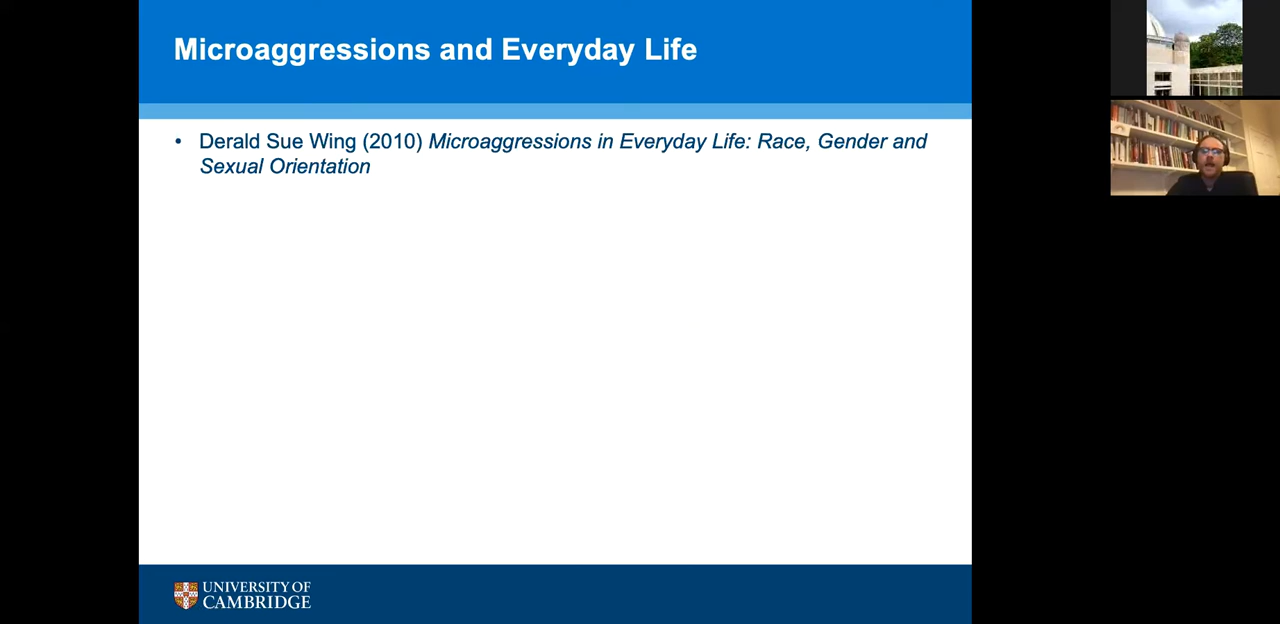 Microaggressions and Everyday Life
• Derald Sue Wing (2010) Microaggressions in Everyday Life: Race, Gender and
Sexual Orientation
UNIVERSITY OF
CAMBRIDGE